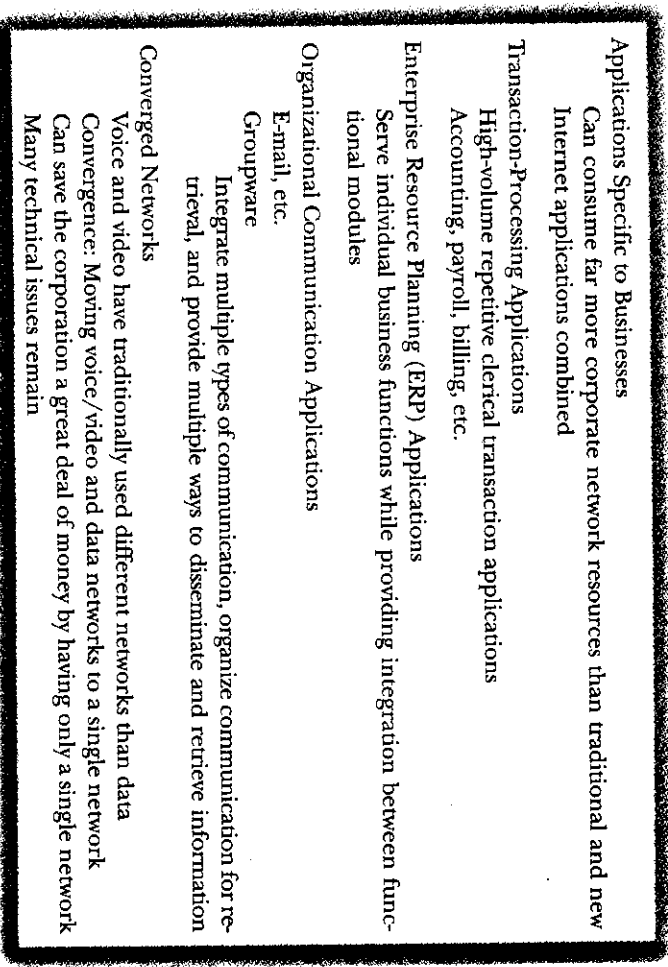 Applications Specific to Businesses
Can consume far more corporate network resources than traditional and new
Internet applications combined
Transaction-Processing Applications
High-volume repetitive clerical transaction applications
Accounting, payroll, billing, etc.
Enterprise Resource Planning (ERP) Applications
Serve individual business functions while providing integration between func-
tional modules
Organizational Communication Applications
E-mail, etc.
Groupware
Integrate multiple types of communication, organize communication for re-
trieval, and provide multiple ways to disseminate and retrieve information
Converged Networks
Voice and video have traditionally used different networks than data
Convergence: Moving voice/video and data networks to a single network
Can save the corporation a great deal of money by having only a single network
Many technical issues remain